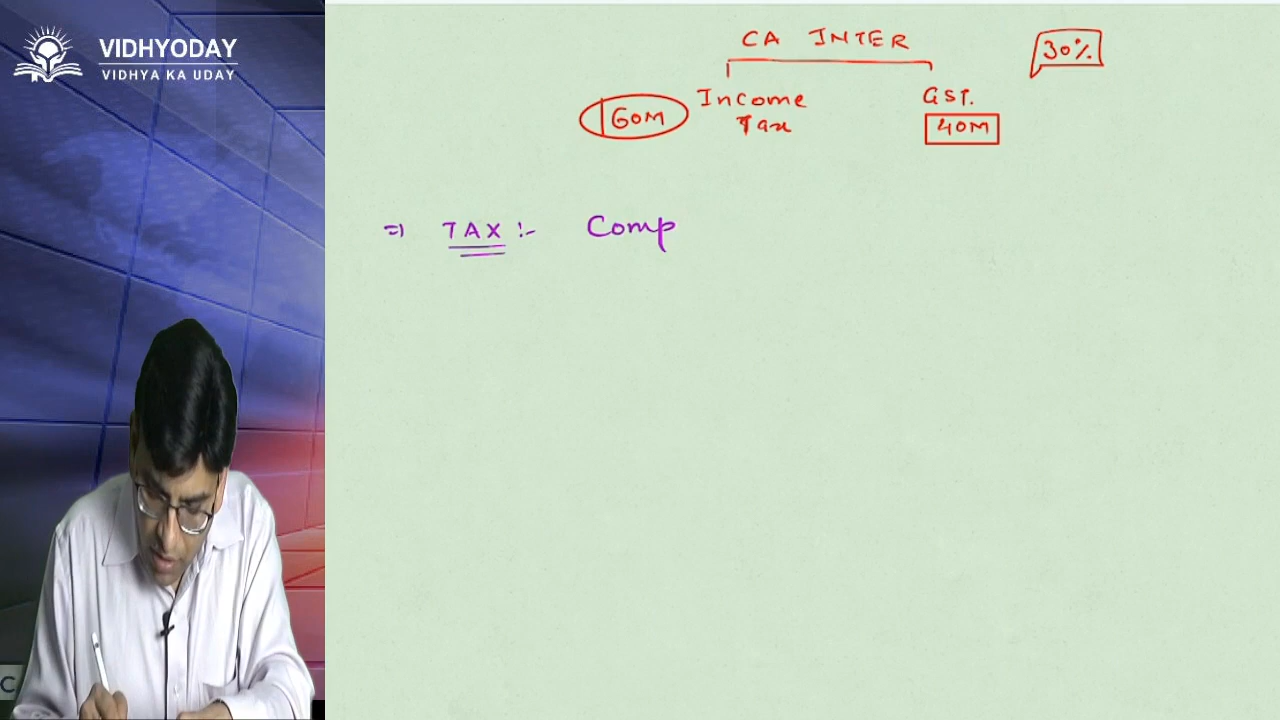 VIDHYODAY
VIDHYA KA UDAY
CA INTER
30%
60M
Income Tax
GST.
40M
=) TAX :- Comp
C